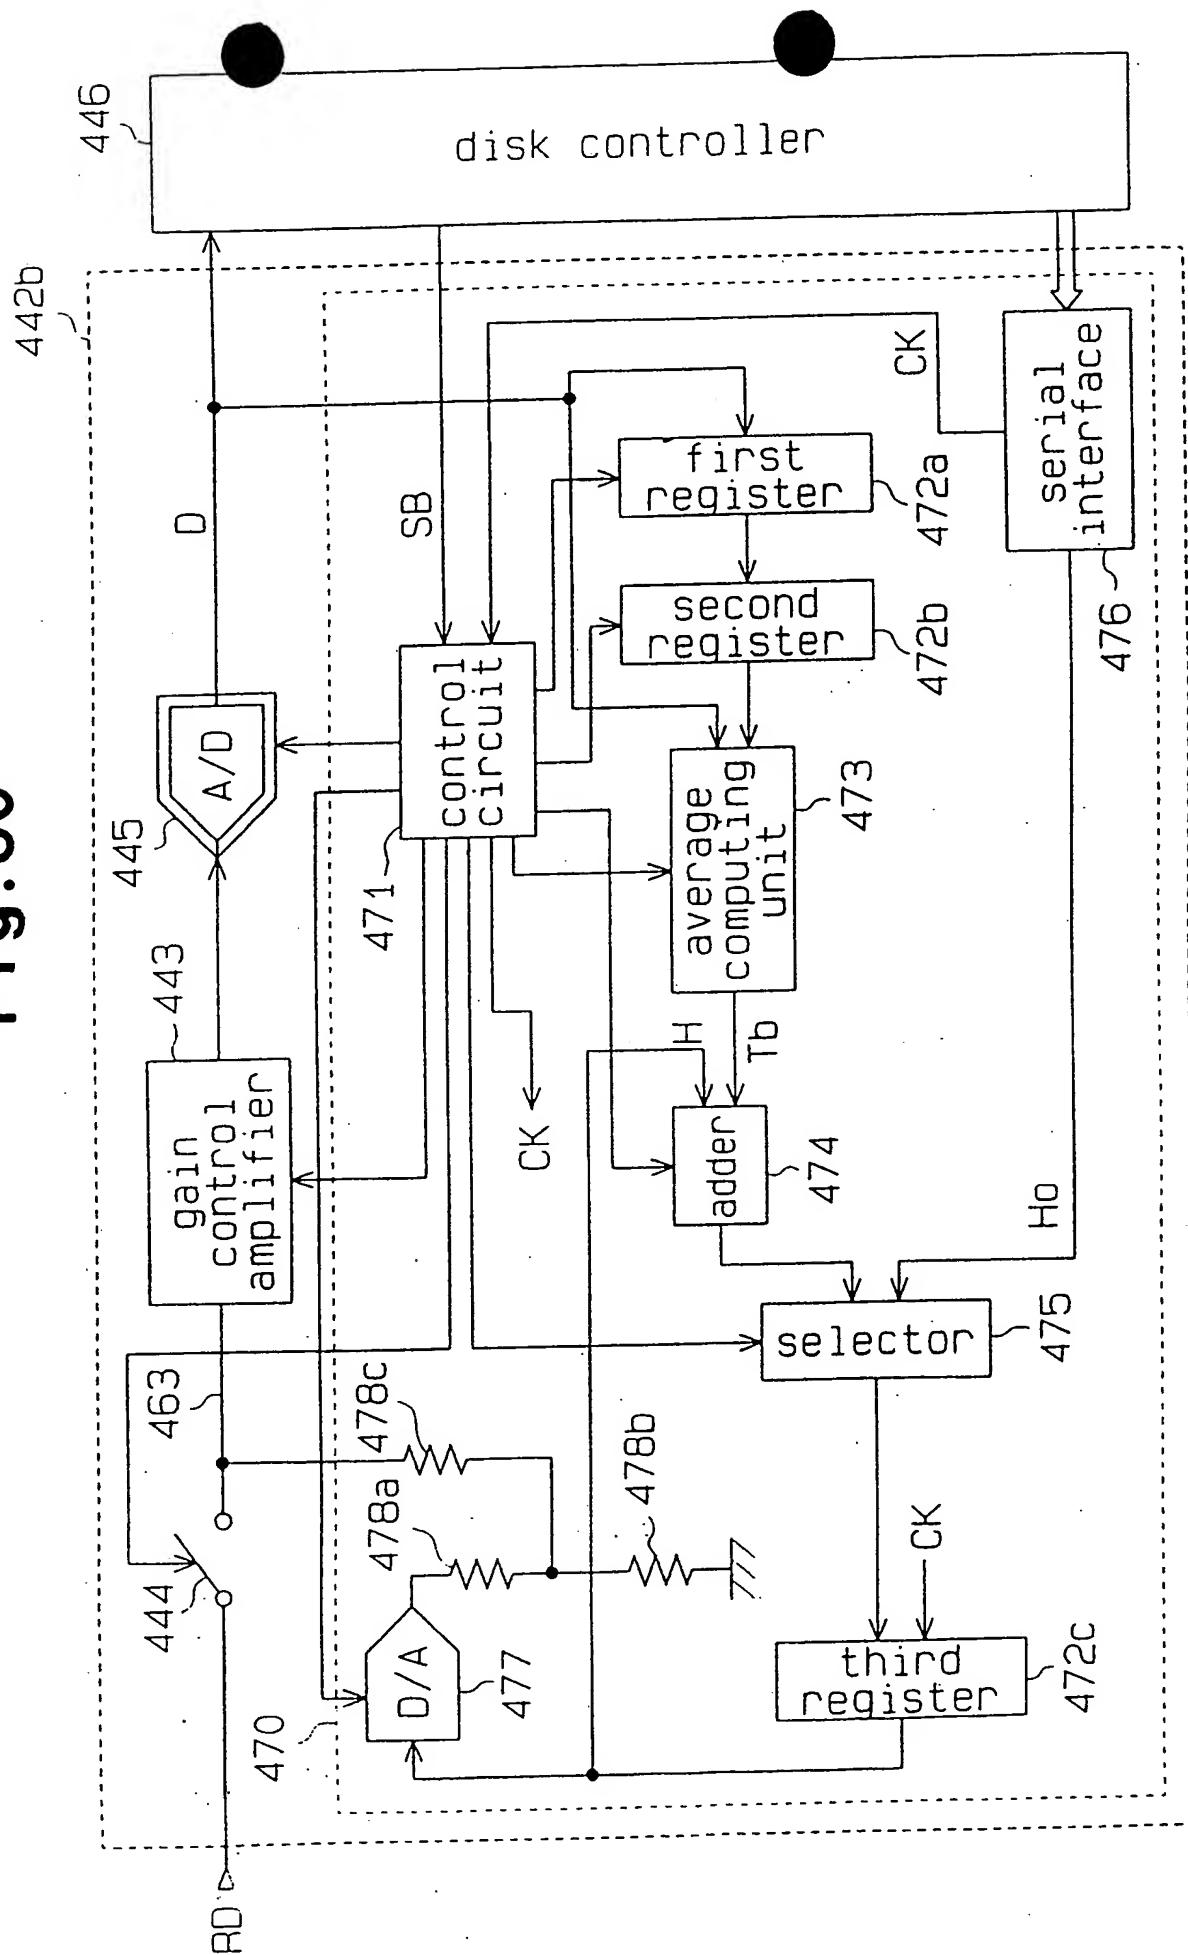 442b
446
disk controller
D
SB
CK
A/D
445
443
gain
control
amplifier
463
444
RD
control
circuit
471
first
register
472a
second
register
472b
average
computing
unit
473
H
Tb
adder
474
CK
serial
interface
476
Ho
selector
475
478c
478a
478b
D/A
477
470
CK
third
register
472c